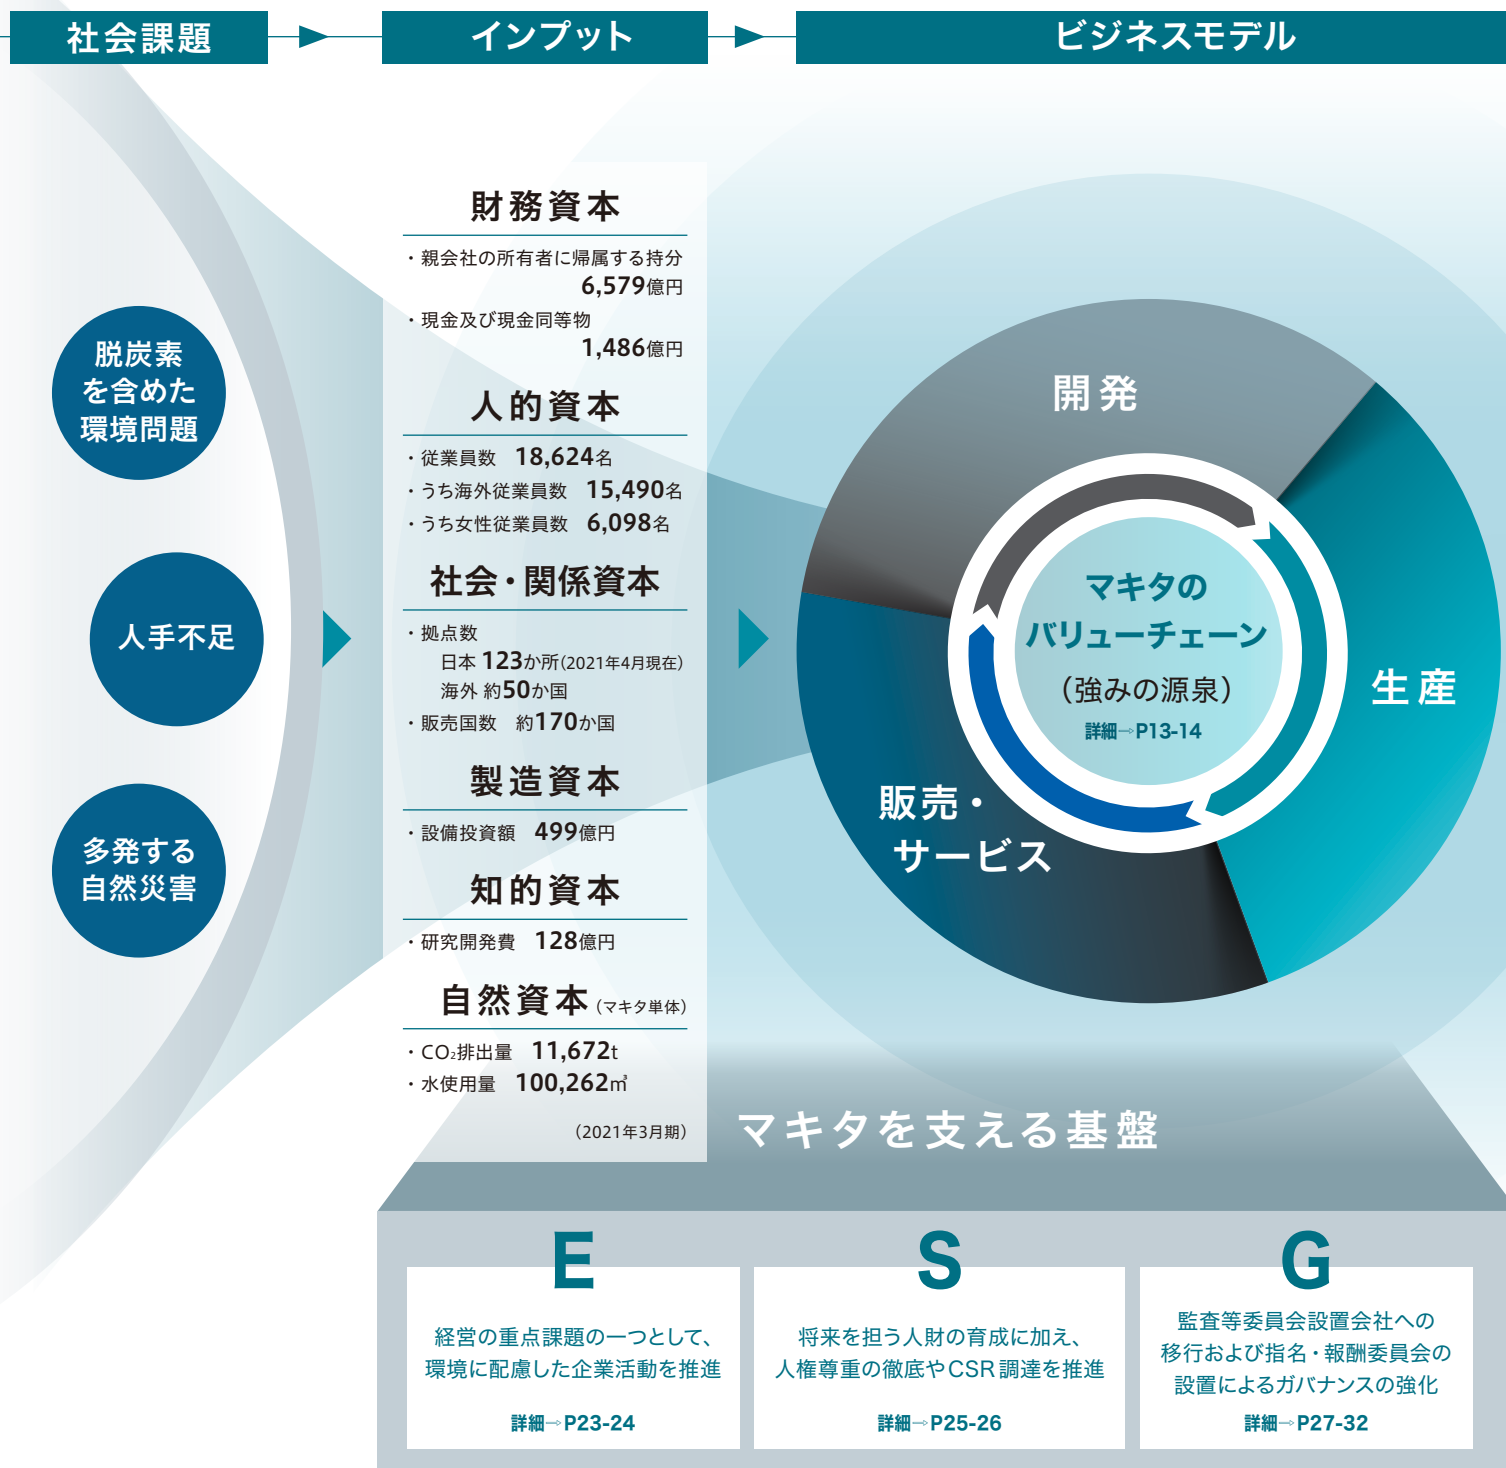 社会課題
インプット
ビジネスモデル
脱炭素
を含めた
環境問題
人手不足
多発する
自然災害
財務資本
・親会社の所有者に帰属する持分
6,579億円
・現金及び現金同等物
1,486億円
人的資本
・従業員数 18,624名
・うち海外従業員数 15,490名
・うち女性従業員数 6,098名
社会・関係資本
・拠点数
日本 123か所(2021年4月現在)
海外 約50か国
・販売国数 約170か国
製造資本
・設備投資額 499億円
知的資本
・研究開発費 128億円
自然資本(マキタ単体)
・CO₂排出量 11,672t
・水使用量 100,262㎥
(2021年3月期)
開発
生産
販売・
サービス
マキタの
バリューチェーン
(強みの源泉)
詳細→P13-14
マキタを支える基盤
E
経営の重点課題の一つとして、
環境に配慮した企業活動を推進
詳細→P23-24
S
将来を担う人財の育成に加え、
人権尊重の徹底やCSR調達を推進
詳細→P25-26
G
監査等委員会設置会社への
移行および指名・報酬委員会の
設置によるガバナンスの強化
詳細→P27-32